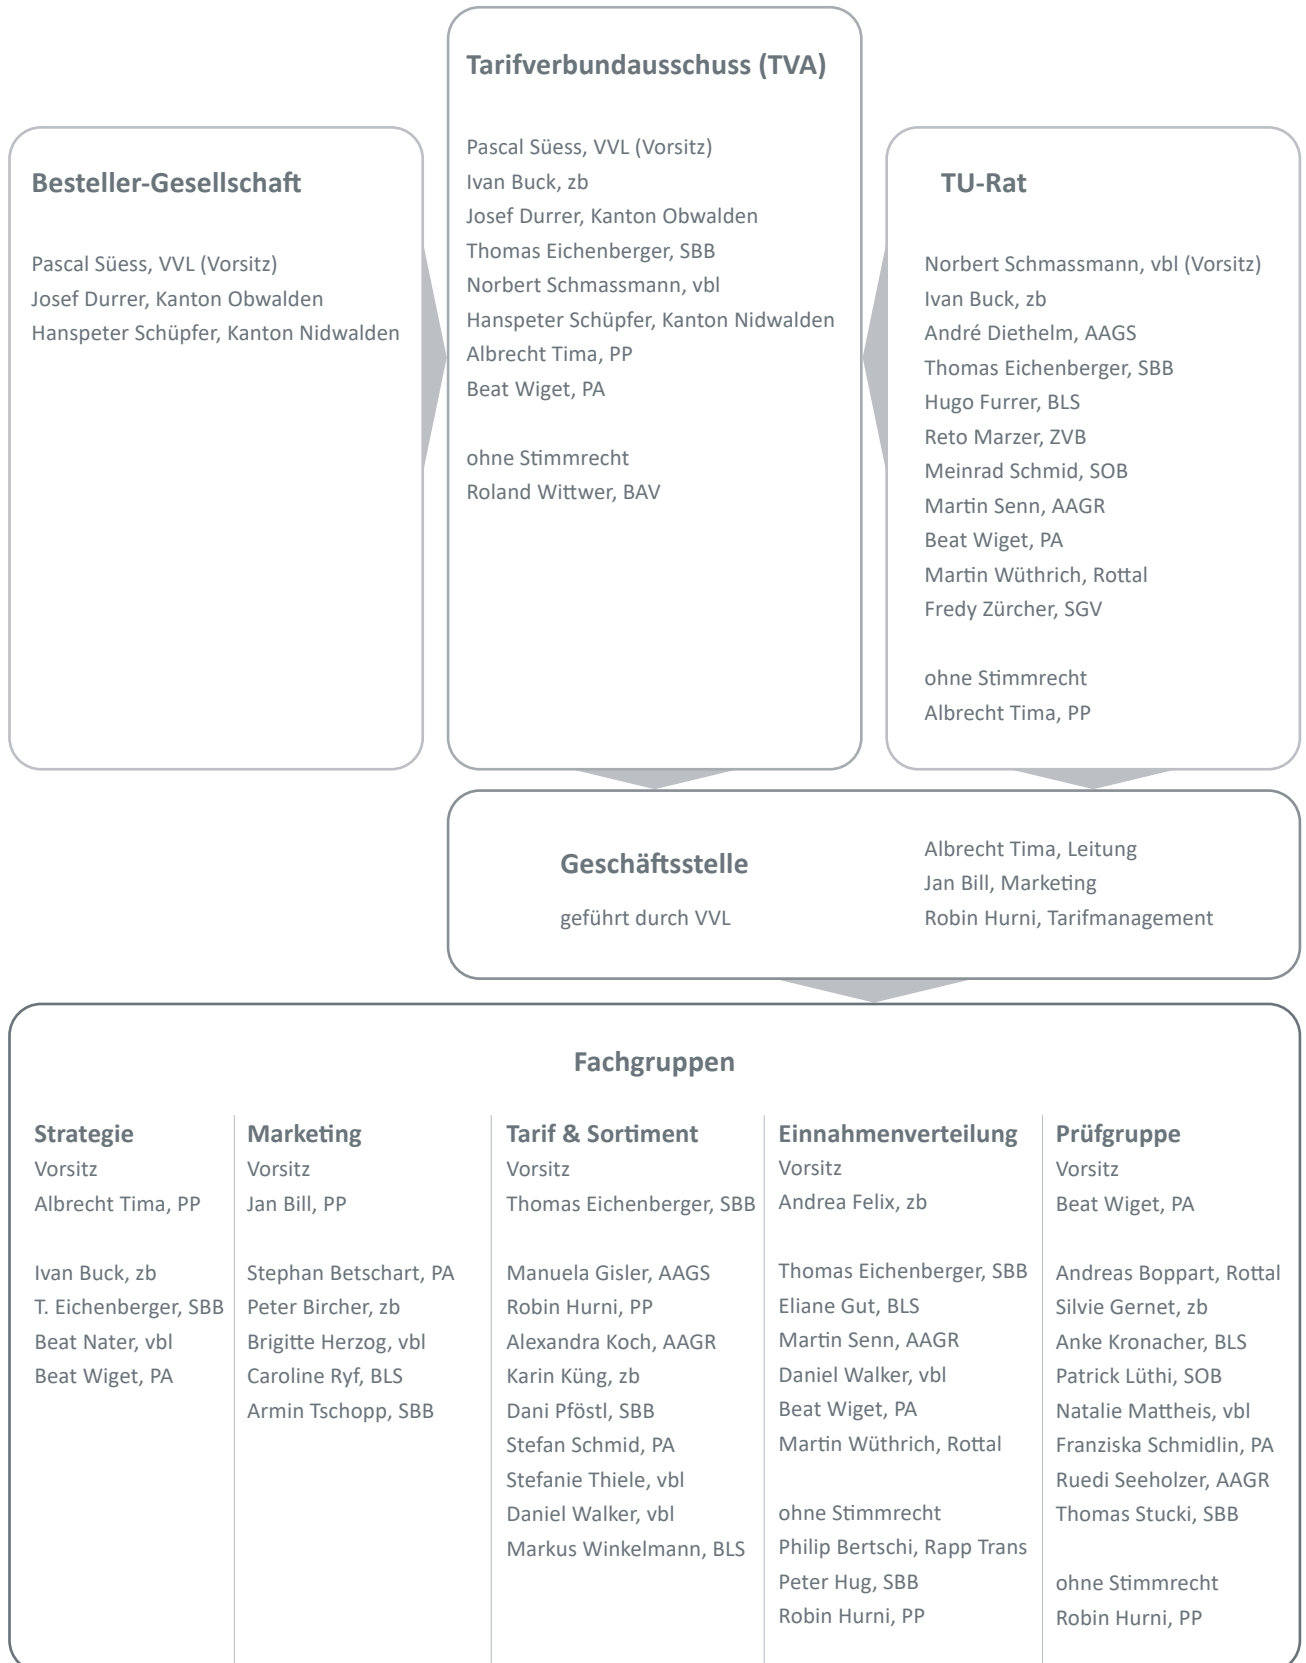 Tarifverbundausschuss (TVA)
Pascal Süess, VVL (Vorsitz)
Ivan Buck, zb
Josef Durrer, Kanton Obwalden
Thomas Eichenberger, SBB
Norbert Schmassmann, vbl
Hanspeter Schüpfer, Kanton Nidwalden
Albrecht Tima, PP
Beat Wiget, PA
ohne Stimmrecht
Roland Wittwer, BAV
Besteller-Gesellschaft
Pascal Süess, VVL (Vorsitz)
Josef Durrer, Kanton Obwalden
Hanspeter Schüpfer, Kanton Nidwalden
TU-Rat
Norbert Schmassmann, vbl (Vorsitz)
Ivan Buck, zb
André Diethelm, AAGS
Thomas Eichenberger, SBB
Hugo Furrer, BLS
Reto Marzer, ZVB
Meinrad Schmid, SOB
Martin Senn, AAGR
Beat Wiget, PA
Martin Wüthrich, Rottal
Fredy Zürcher, SGV
ohne Stimmrecht
Albrecht Tima, PP
Geschäftsstelle
geführt durch VVL
Albrecht Tima, Leitung
Jan Bill, Marketing
Robin Hurni, Tarifmanagement
Fachgruppen
Strategie
Vorsitz
Albrecht Tima, PP
Ivan Buck, zb
T. Eichenberger, SBB
Beat Nater, vbl
Beat Wiget, PA
Marketing
Vorsitz
Jan Bill, PP
Stephan Betschart, PA
Peter Bircher, zb
Brigitte Herzog, vbl
Caroline Ryf, BLS
Armin Tschopp, SBB
Tarif & Sortiment
Vorsitz
Thomas Eichenberger, SBB
Manuela Gisler, AAGS
Robin Hurni, PP
Alexandra Koch, AAGR
Karin Küng, zb
Dani Pföstl, SBB
Stefan Schmid, PA
Stefanie Thiele, vbl
Daniel Walker, vbl
Markus Winkelmann, BLS
Einnahmenverteilung
Vorsitz
Andrea Felix, zb
Thomas Eichenberger, SBB
Eliane Gut, BLS
Martin Senn, AAGR
Daniel Walker, vbl
Beat Wiget, PA
Martin Wüthrich, Rottal
ohne Stimmrecht
Philip Bertschi, Rapp Trans
Peter Hug, SBB
Robin Hurni, PP
Prüfgruppe
Vorsitz
Beat Wiget, PA
Andreas Boppart, Rottal
Silvie Gernet, zb
Anke Kronacher, BLS
Patrick Lüthi, SOB
Natalie Mattheis, vbl
Franziska Schmidlin, PA
Ruedi Seeholzer, AAGR
Thomas Stucki, SBB
ohne Stimmrecht
Robin Hurni, PP